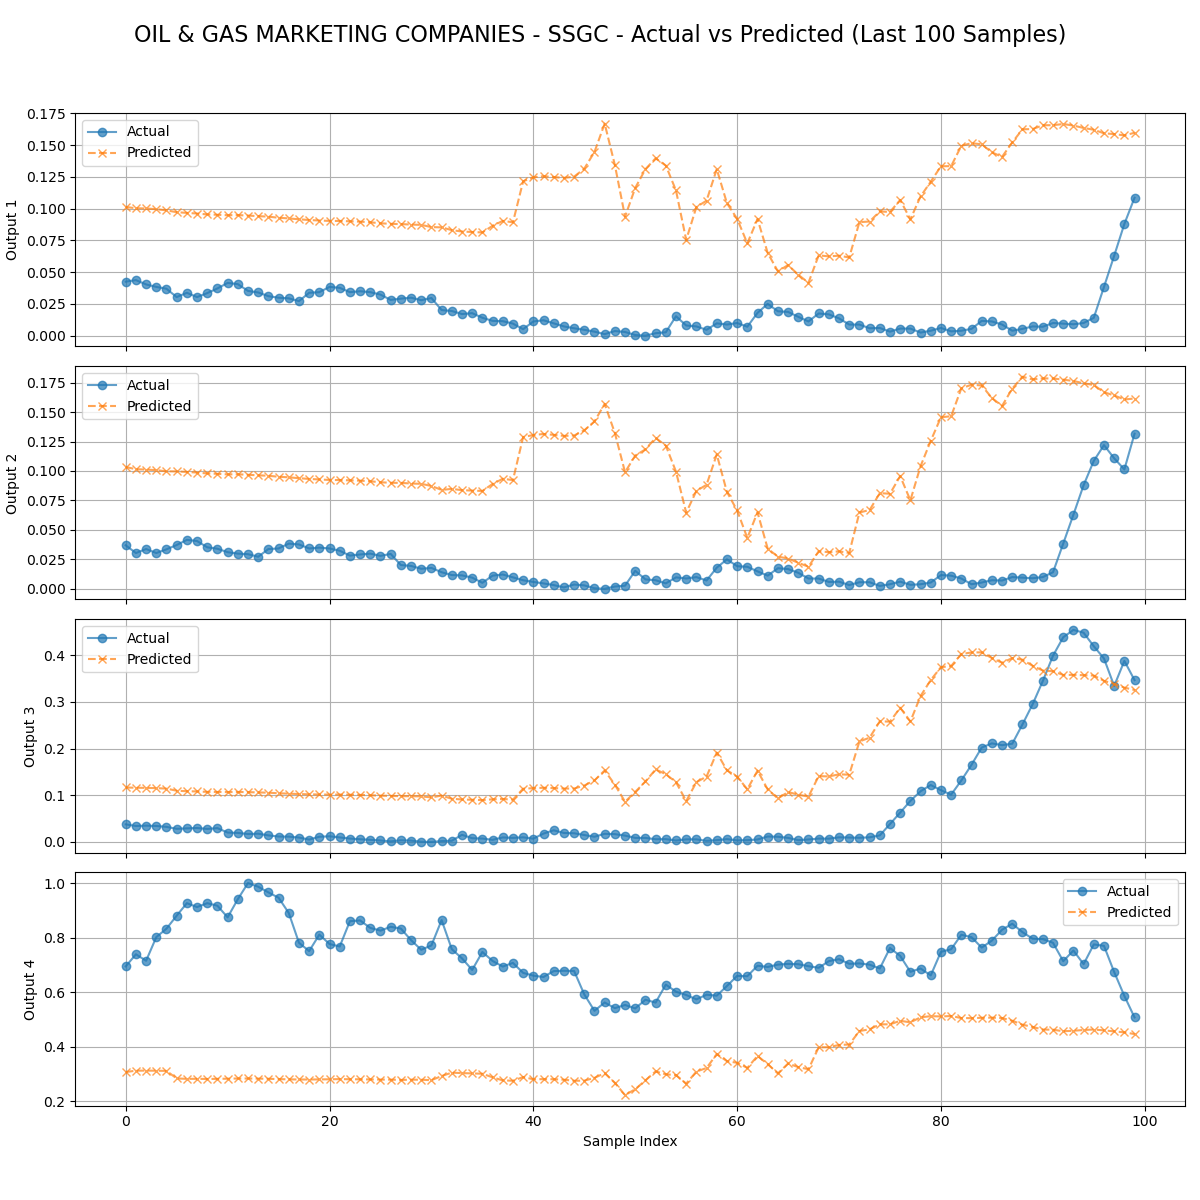 OIL & GAS MARKETING COMPANIES - SSGC - Actual vs Predicted (Last 100 Samples)
0.175
0.150
0.125
0.100
0.075
0.050
0.025
0.000
Output 1
Actual
Predicted
0.175
0.150
0.125
0.100
0.075
0.050
0.025
0.000
Output 2
Actual
Predicted
0.4
0.3
0.2
0.1
0.0
Output 3
Actual
Predicted
1.0
0.8
0.6
0.4
0.2
Output 4
Actual
Predicted
0 20 40 60 80 100
Sample Index